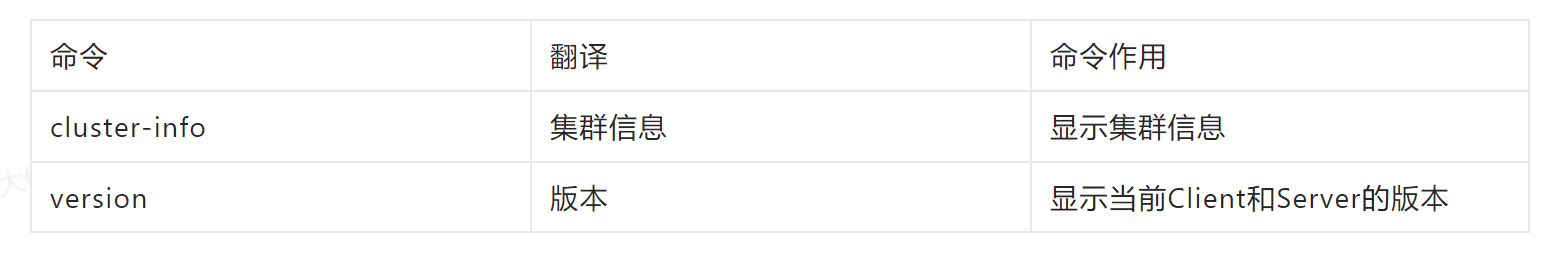 命令 翻译 命令作用
cluster-info 集群信息 显示集群信息
version 版本 显示当前Client和Server的版本